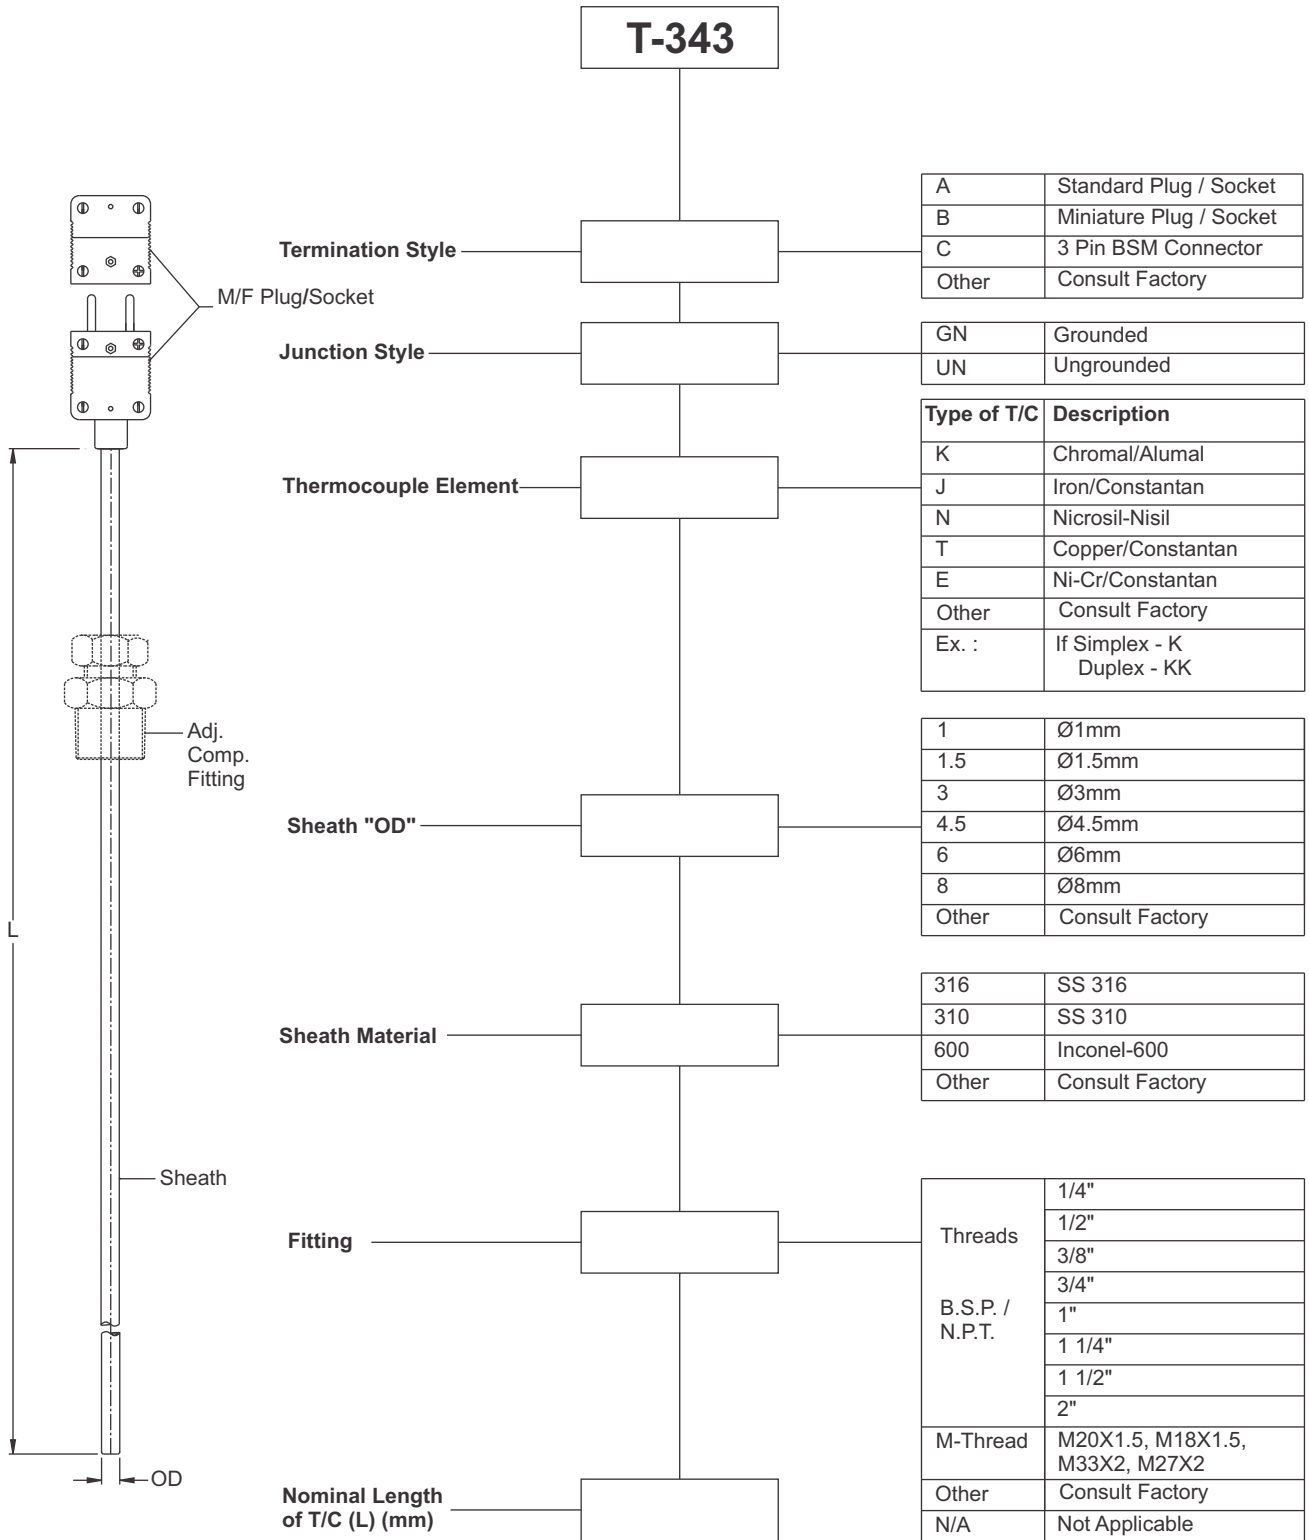 T-343
Termination Style
A Standard Plug / Socket
B Miniature Plug / Socket
C 3 Pin BSM Connector
Other Consult Factory
M/F Plug/Socket
Junction Style
GN Grounded
UN Ungrounded
Thermocouple Element
Type of T/C Description
K Chromal/Alumal
J Iron/Constantan
N Nicrosil-Nisil
T Copper/Constantan
E Ni-Cr/Constantan
Other Consult Factory
Ex. : If Simplex - K
Duplex - KK
Adj.
Comp.
Fitting
Sheath "OD"
1 Ø1mm
1.5 Ø1.5mm
3 Ø3mm
4.5 Ø4.5mm
6 Ø6mm
8 Ø8mm
Other Consult Factory
L
Sheath Material
316 SS 316
310 SS 310
600 Inconel-600
Other Consult Factory
Sheath
Fitting
Threads
B.S.P. /
N.P.T.
1/4"
1/2"
3/8"
3/4"
1"
1 1/4"
1 1/2"
2"
M-Thread M20X1.5, M18X1.5,
M33X2, M27X2
Other Consult Factory
N/A Not Applicable
OD
Nominal Length
of T/C (L) (mm)